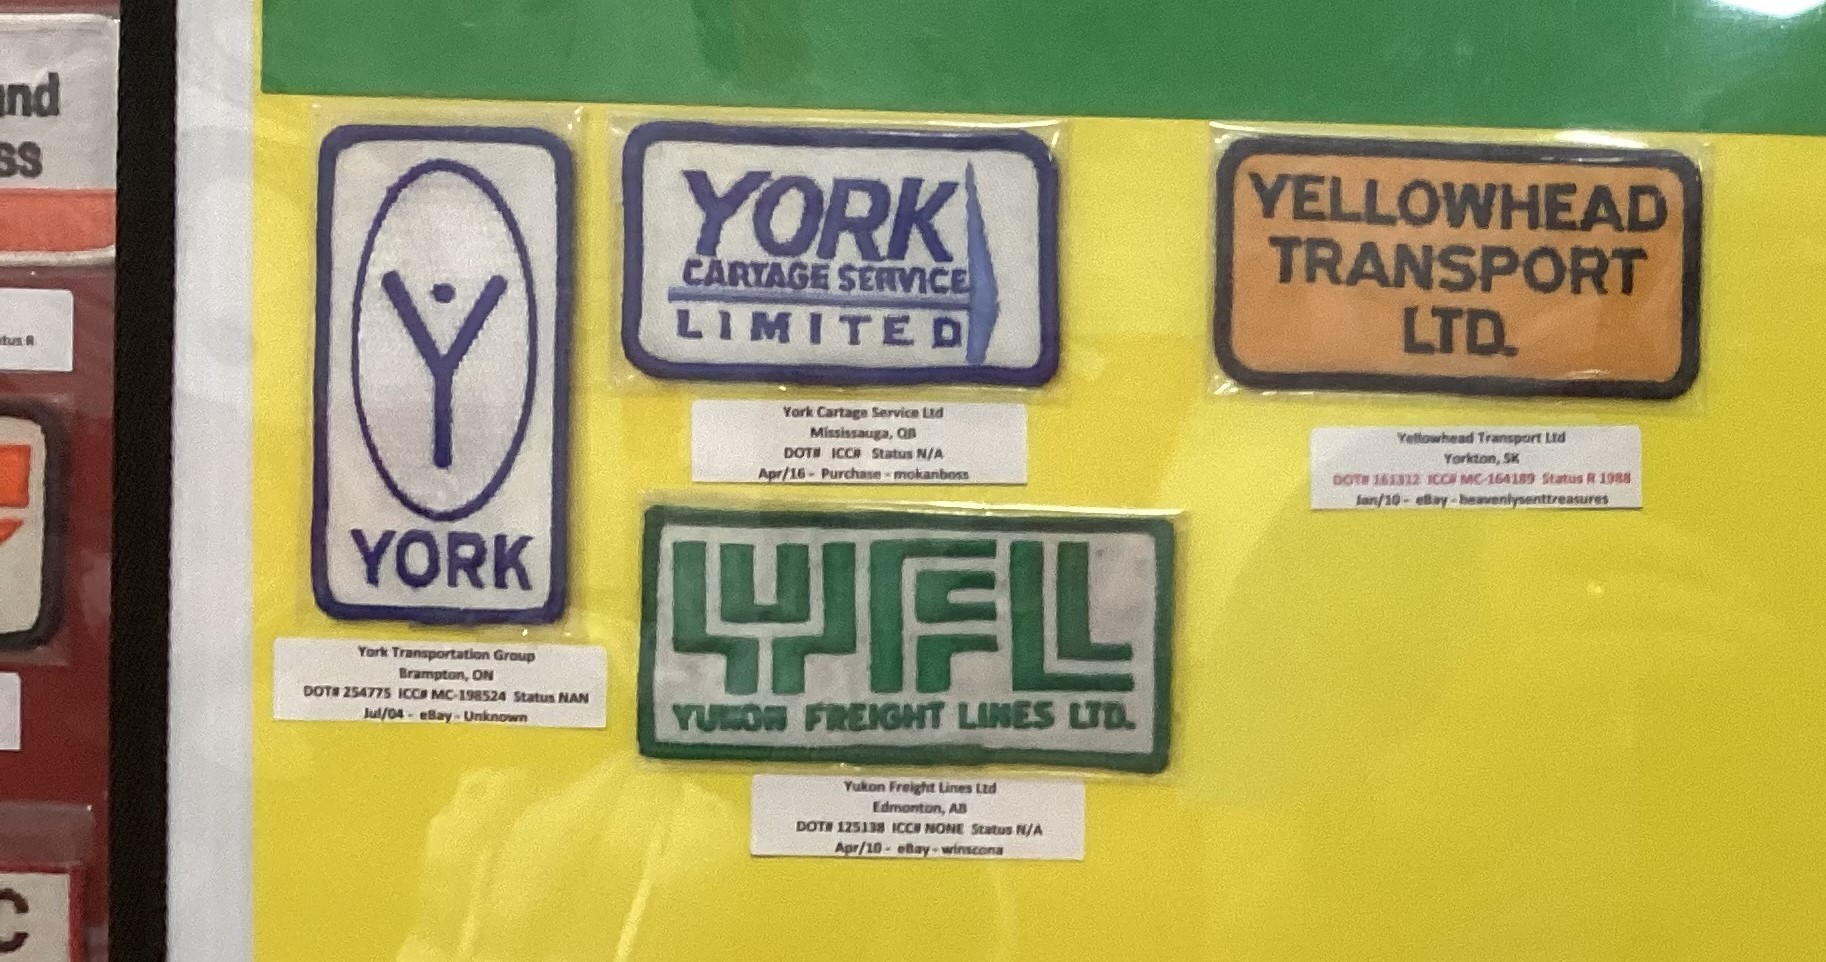 und
ss
tus R
C
Y
YORK
York Transportation Group
Brampton, ON
DOT# 254775 ICC# MC-198524 Status NAN
Jul/04 - eBay - Unknown
YORK
CARTAGE SERVICE
LIMITED
York Cartage Service Ltd
Mississauga, QB
DOT# ICC# Status N/A
Apr/16 - Purchase - mokanboss
YELLOWHEAD
TRANSPORT
LTD.
Yellowhead Transport Ltd
Yorkton, SK
DOT# 161312 ICC# MC-164189 Status R 1988
Jan/10 - eBay - heavenlysenttreasures
YFL
YUKON FREIGHT LINES LTD.
Yukon Freight Lines Ltd
Edmonton, AB
DOT# 125138 ICC# NONE Status N/A
Apr/10 - eBay - winscona